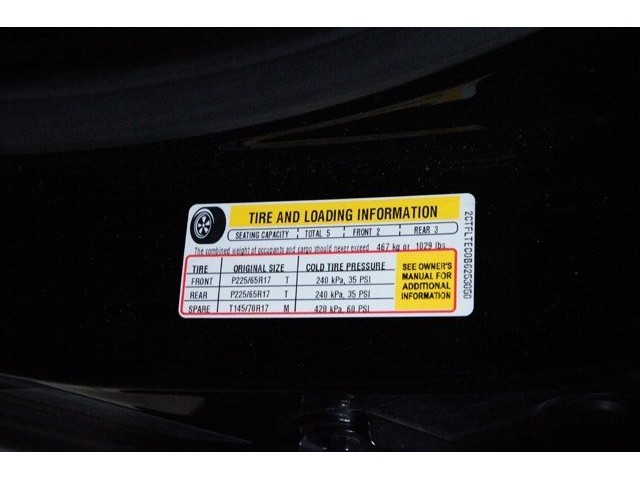 TIRE AND LOADING INFORMATION
SEATING CAPACITY TOTAL 5 FRONT 2 REAR 3
The combined weight of occupants and cargo should never exceed 467 kg or 1029 lbs.
TIRE ORIGINAL SIZE COLD TIRE PRESSURE
FRONT P225/65R17 T 240 kPa, 35 PSI
REAR P225/65R17 T 240 kPa, 35 PSI
SPARE T145/70R17 M 420 kPa, 60 PSI
SEE OWNER'S
MANUAL FOR
ADDITIONAL
INFORMATION